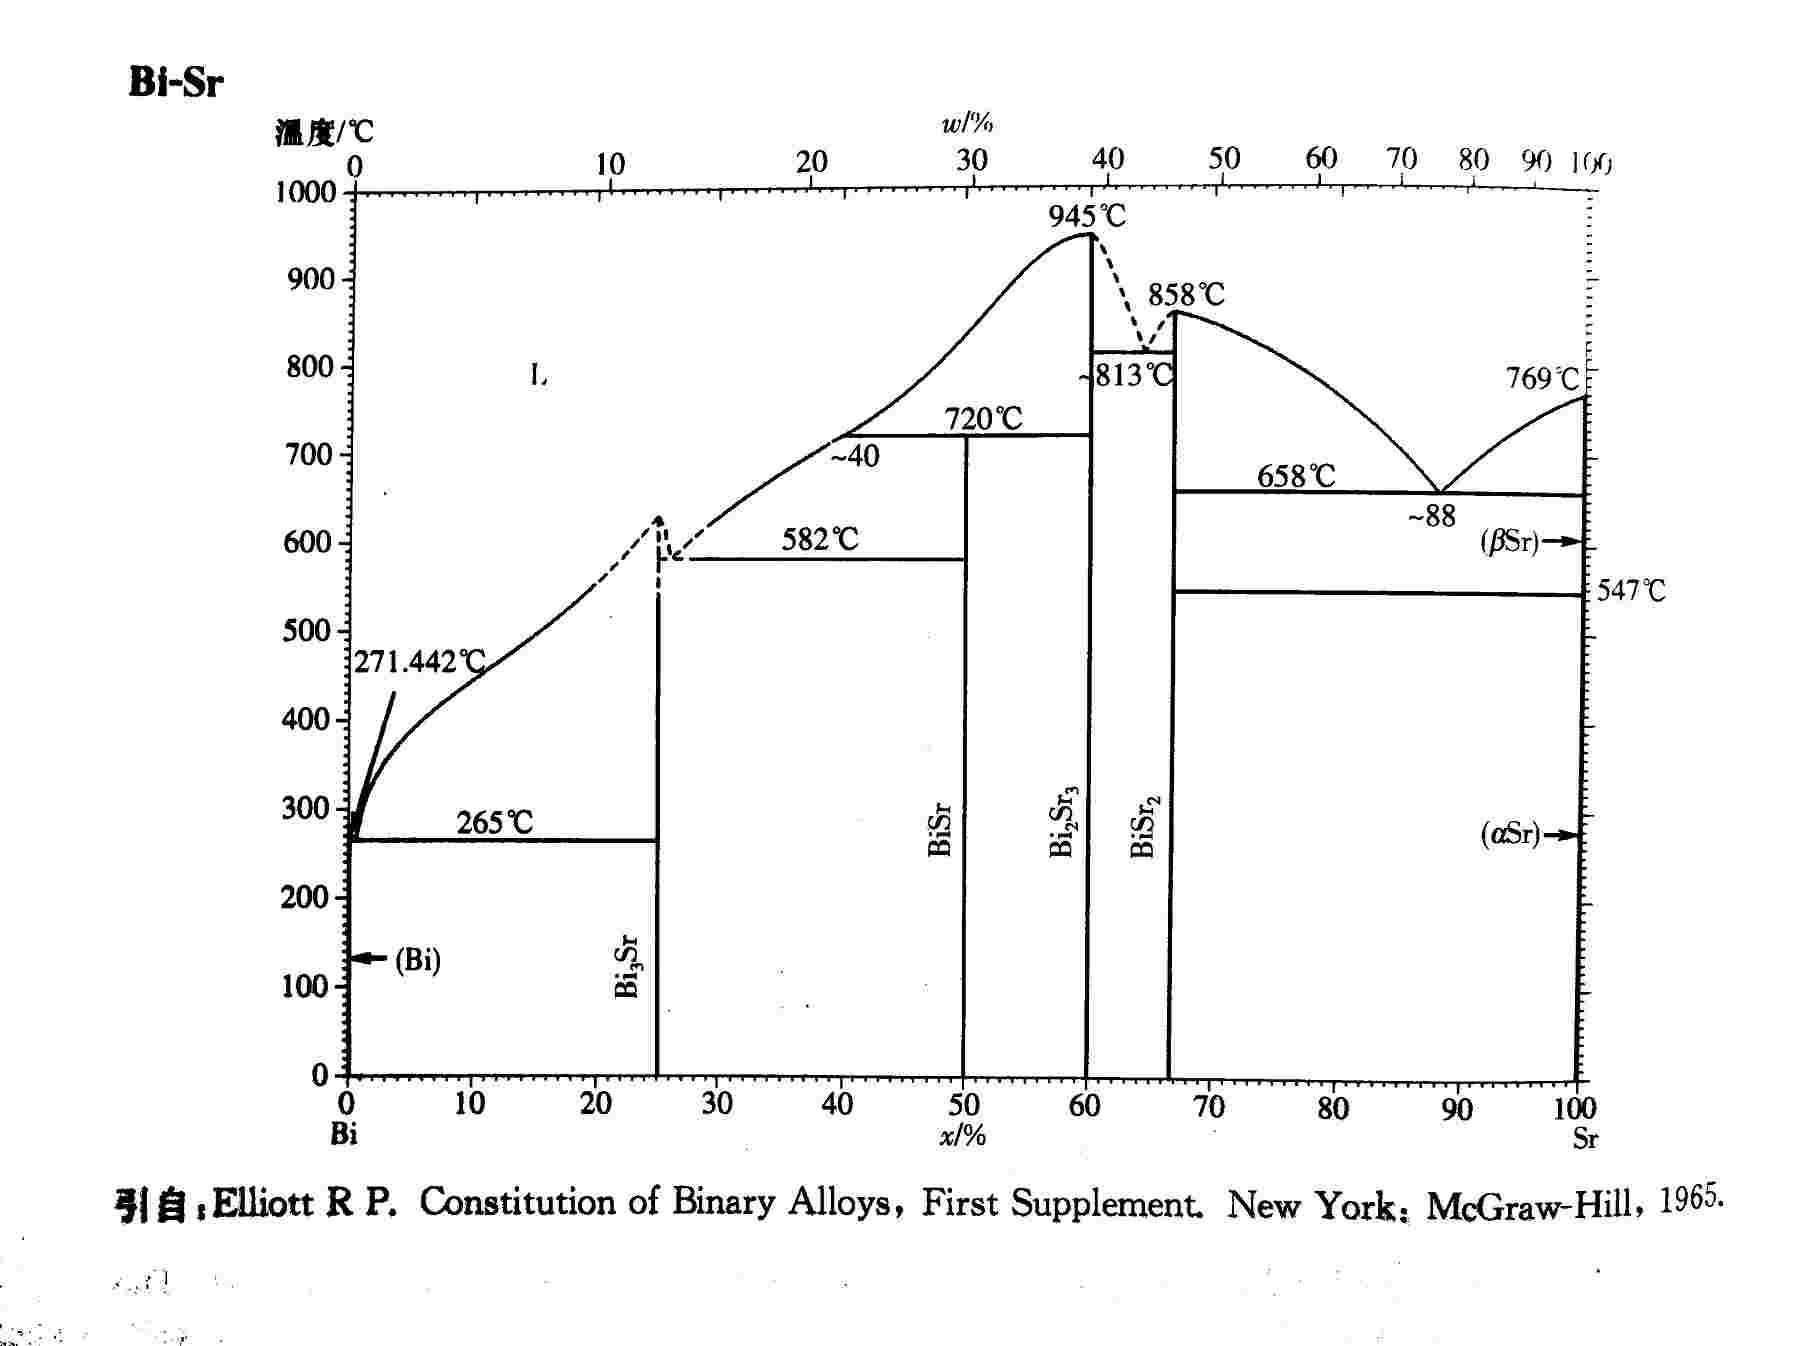 Bi-Sr
温度/℃
w/%
0 10 20 30 40 50 60 70 80 90 100
1000
945℃
900
858℃
L
800
~813℃
769℃
720℃
700
~40
658℃
~88
600
582℃
(βSr)
547℃
500
271.442℃
400
300
265℃
BiSr
Bi₂Sr₃
BiSr₂
(αSr)
200
(Bi)
Bi₃Sr
100
0
0 10 20 30 40 50 60 70 80 90 100
Bi
x/%
Sr
引自:Elliott R P. Constitution of Binary Alloys, First Supplement. New York: McGraw-Hill, 1965.